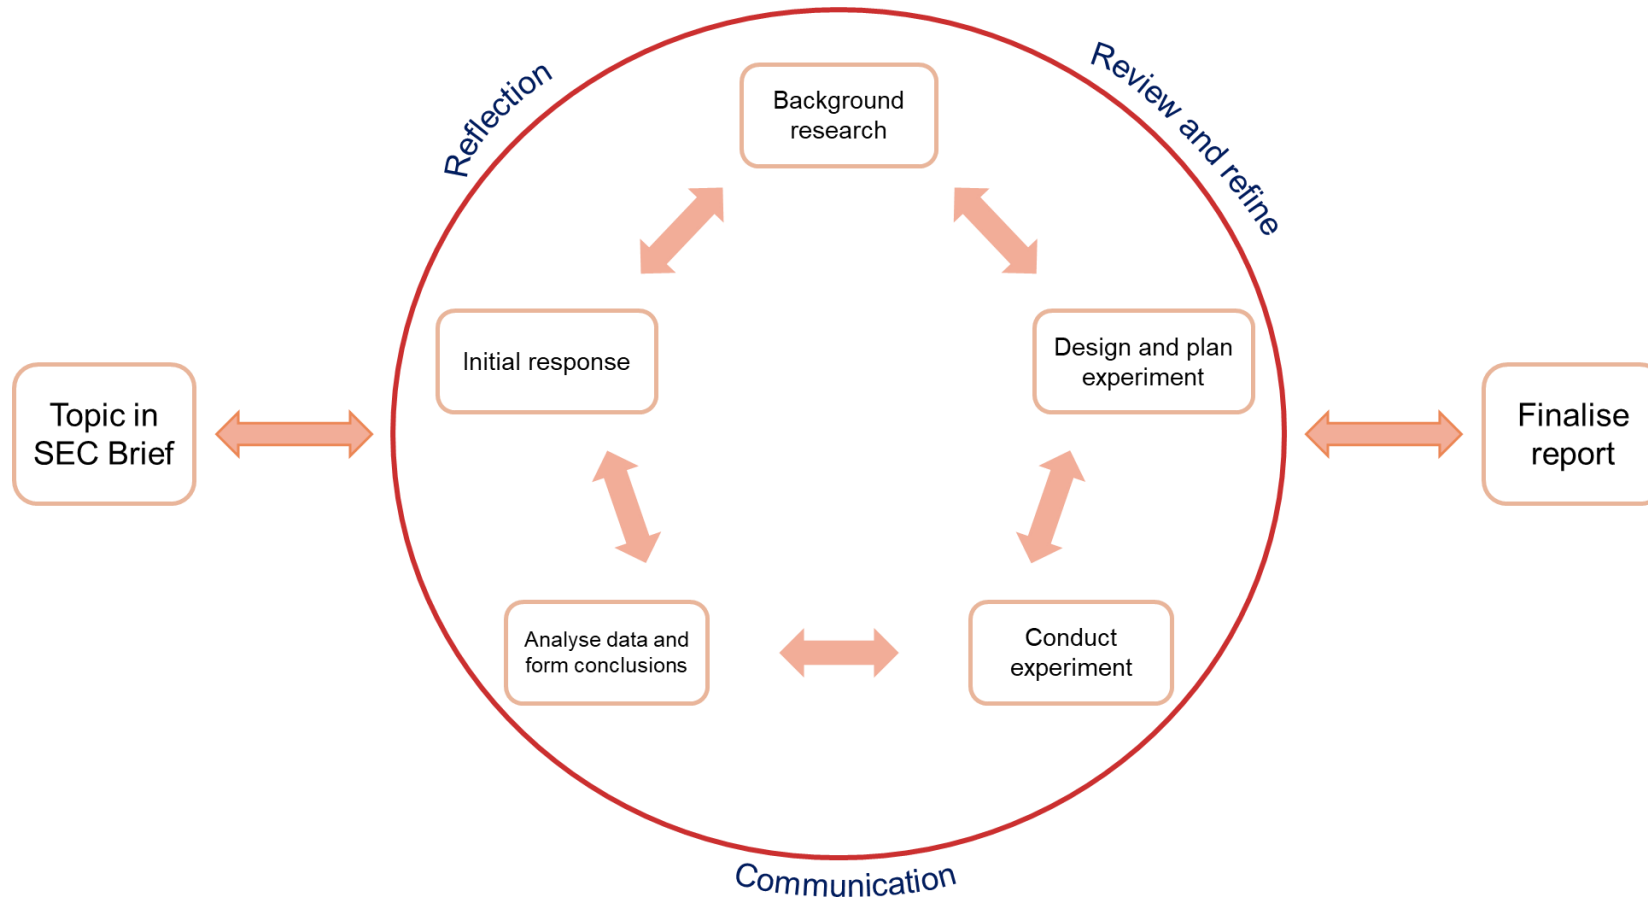 Reflection
Review and refine
Background
research
Initial response
Design and plan
experiment
Topic in
SEC Brief
Finalise
report
Analyse data and
form conclusions
Conduct
experiment
Communication